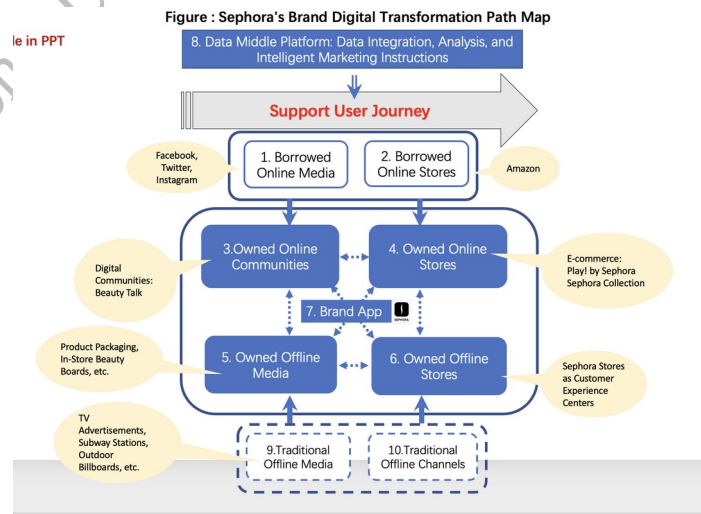 Figure : Sephora's Brand Digital Transformation Path Map
le in PPT
8. Data Middle Platform: Data Integration, Analysis, and
Intelligent Marketing Instructions
Support User Journey
Facebook,
Twitter,
Instagram
1. Borrowed
Online Media
2. Borrowed
Online Stores
Amazon
Digital
Communities:
Beauty Talk
3.Owned Online
Communities
4. Owned Online
Stores
E-commerce:
Play! by Sephora
Sephora Collection
7. Brand App
SEPHORA
Product Packaging,
In-Store Beauty
Boards, etc.
5. Owned Offline
Media
6. Owned Offline
Stores
Sephora Stores
as Customer
Experience
Centers
TV
Advertisements,
Subway Stations,
Outdoor
Billboards, etc.
9.Traditional
Offline Media
10.Traditional
Offline Channels